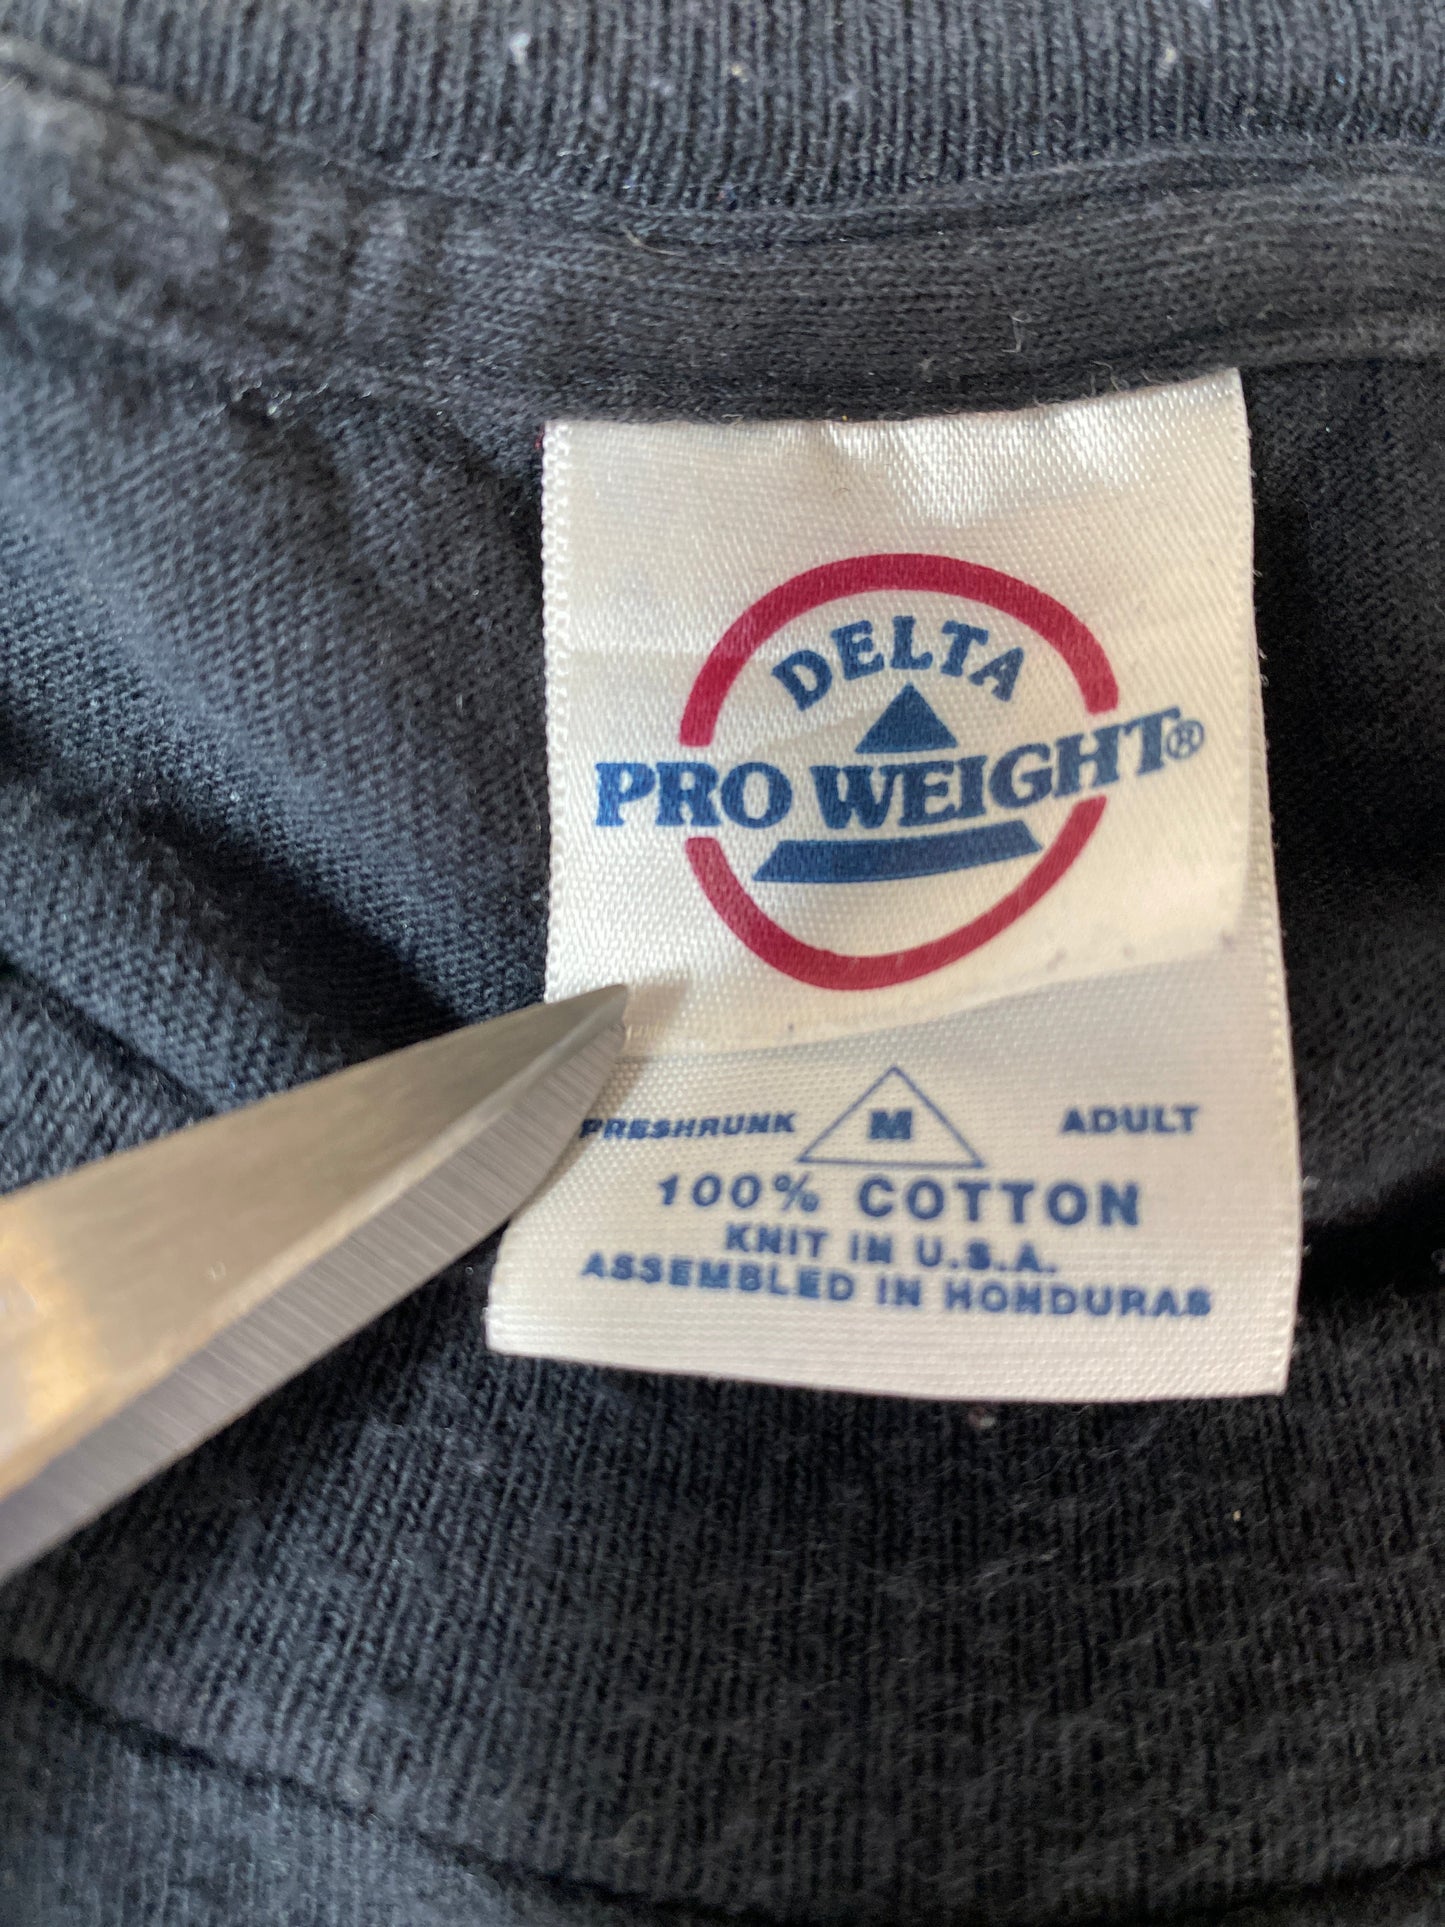 DELTA
PRO WEIGHT®
PRESHRUNK M ADULT
100% COTTON
KNIT IN U.S.A.
ASSEMBLED IN HONDURAS